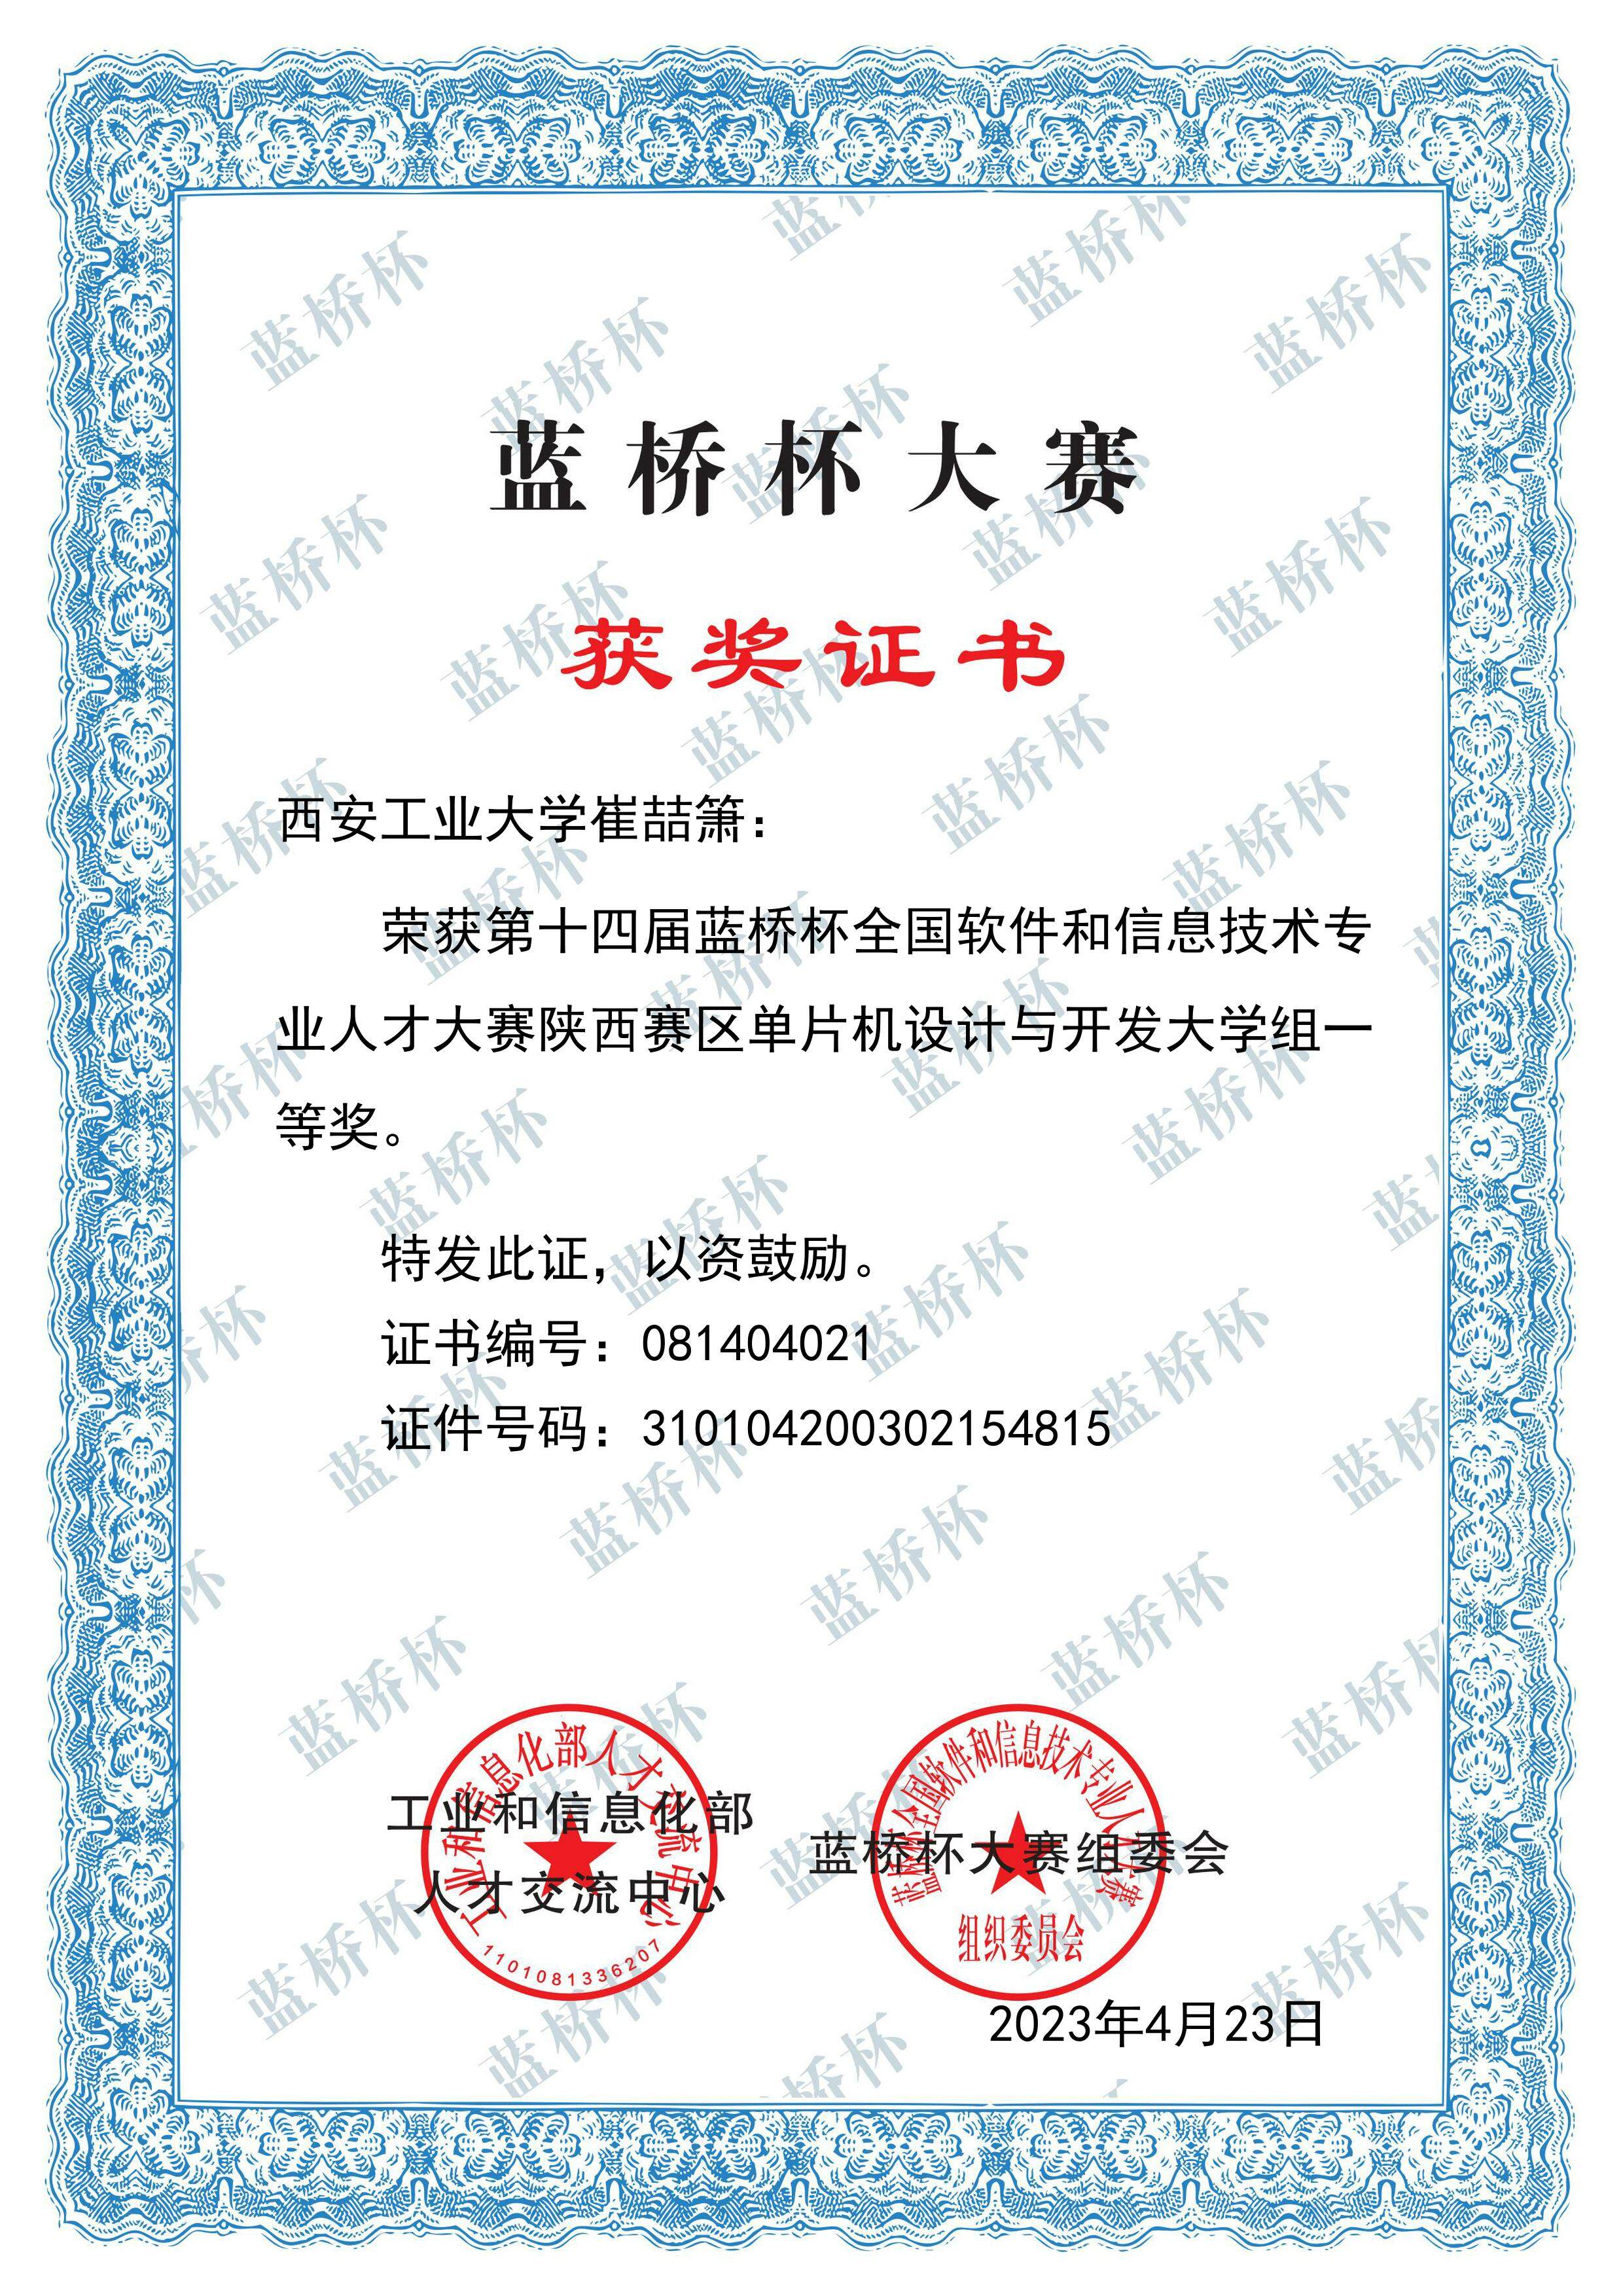 蓝桥杯大赛
获奖证书
西安工业大学崔喆箫：
荣获第十四届蓝桥杯全国软件和信息技术专
业人才大赛陕西赛区单片机设计与开发大学组一
等奖。
特发此证，以资鼓励。
证书编号：081404021
证件号码：310104200302154815
工业和信息化部人才交流中心
工业和信息化部
人才交流中心
1101081336207
蓝桥杯全国软件和信息技术专业人才大赛
蓝桥杯大赛组委会
组织委员会
2023年4月23日
蓝桥杯